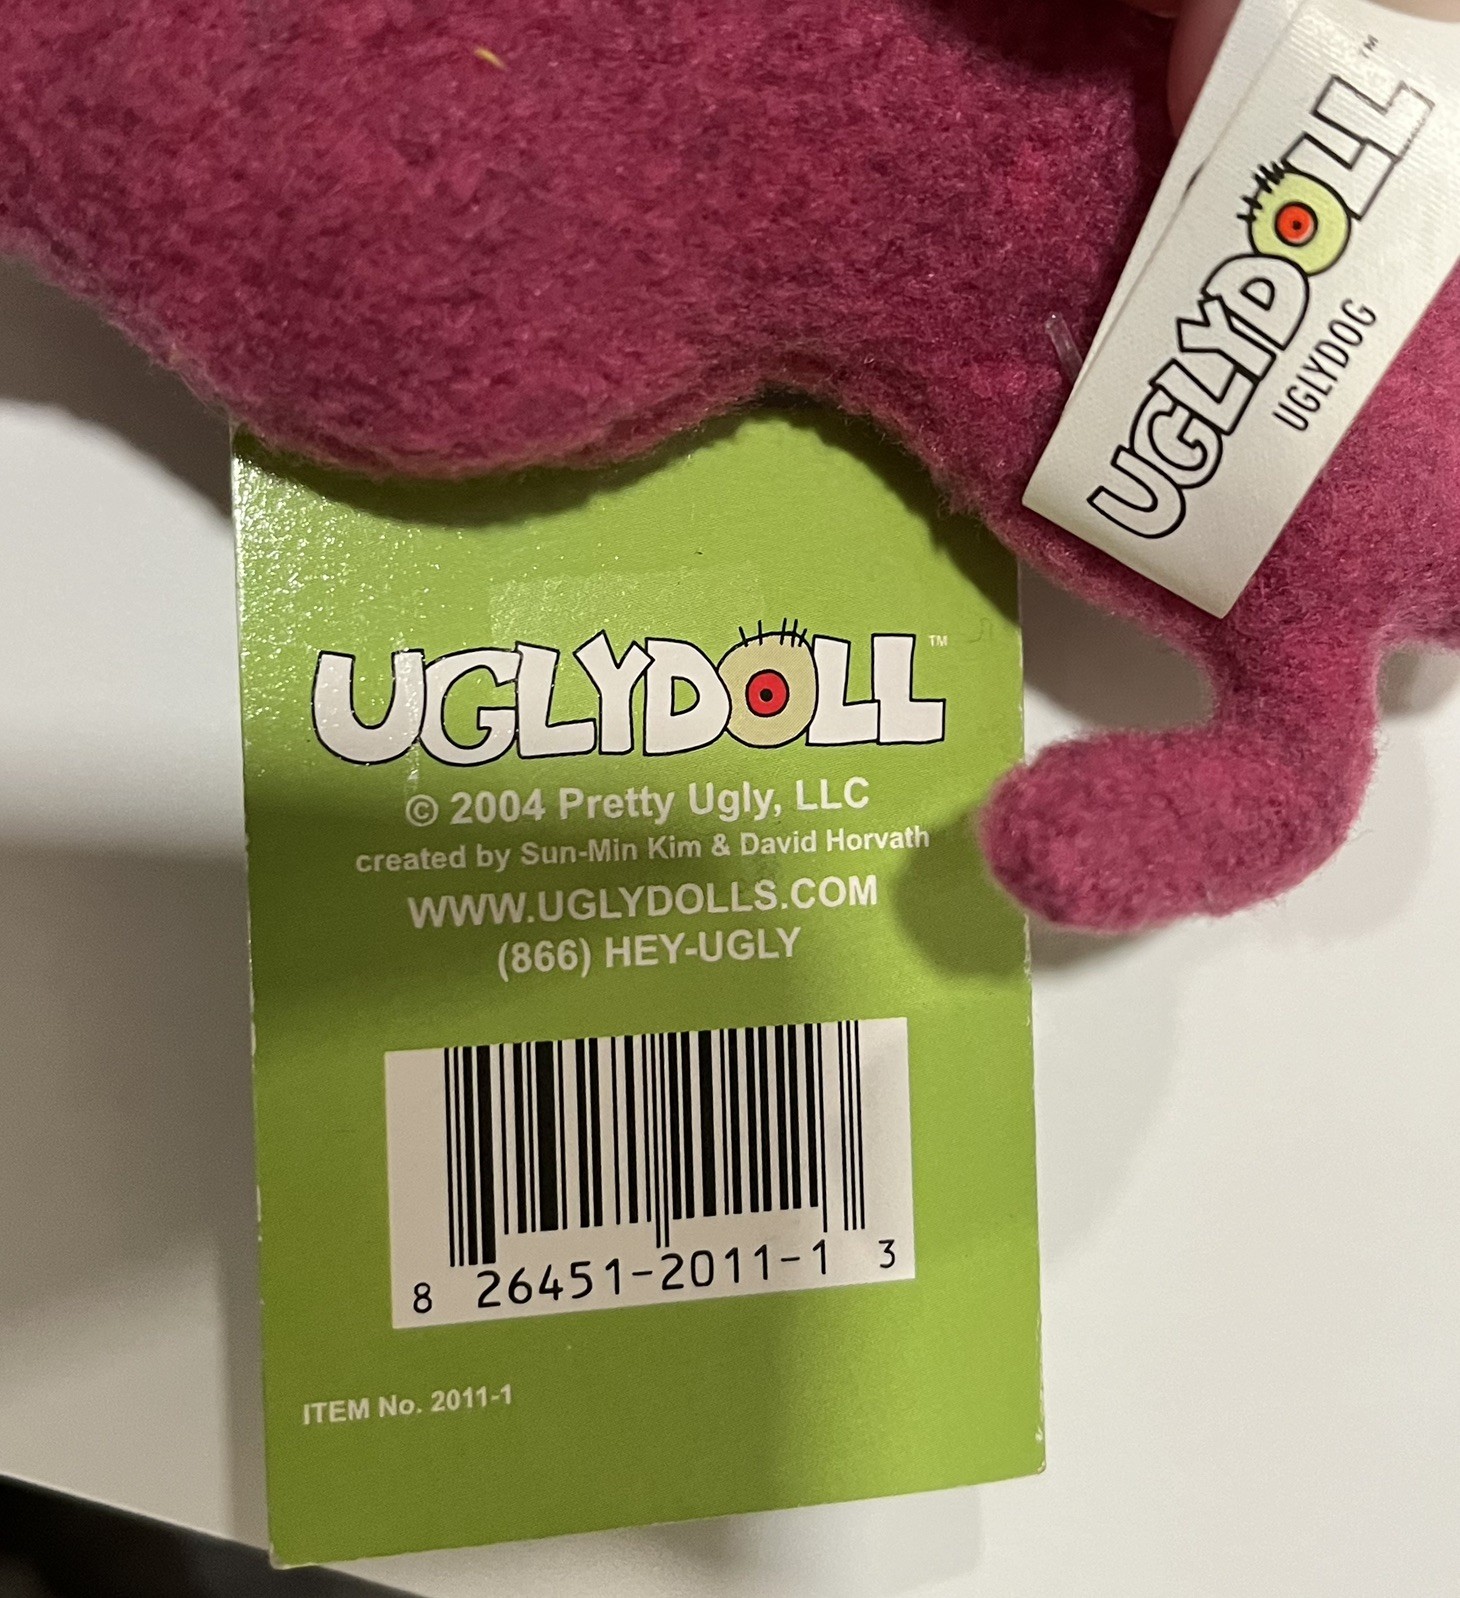 UGLYDOLL™
UGLYDOG
UGLYDOLL™
© 2004 Pretty Ugly, LLC
created by Sun-Min Kim & David Horvath
WWW.UGLYDOLLS.COM
(866) HEY-UGLY
8 26451-2011-1 3
ITEM No. 2011-1